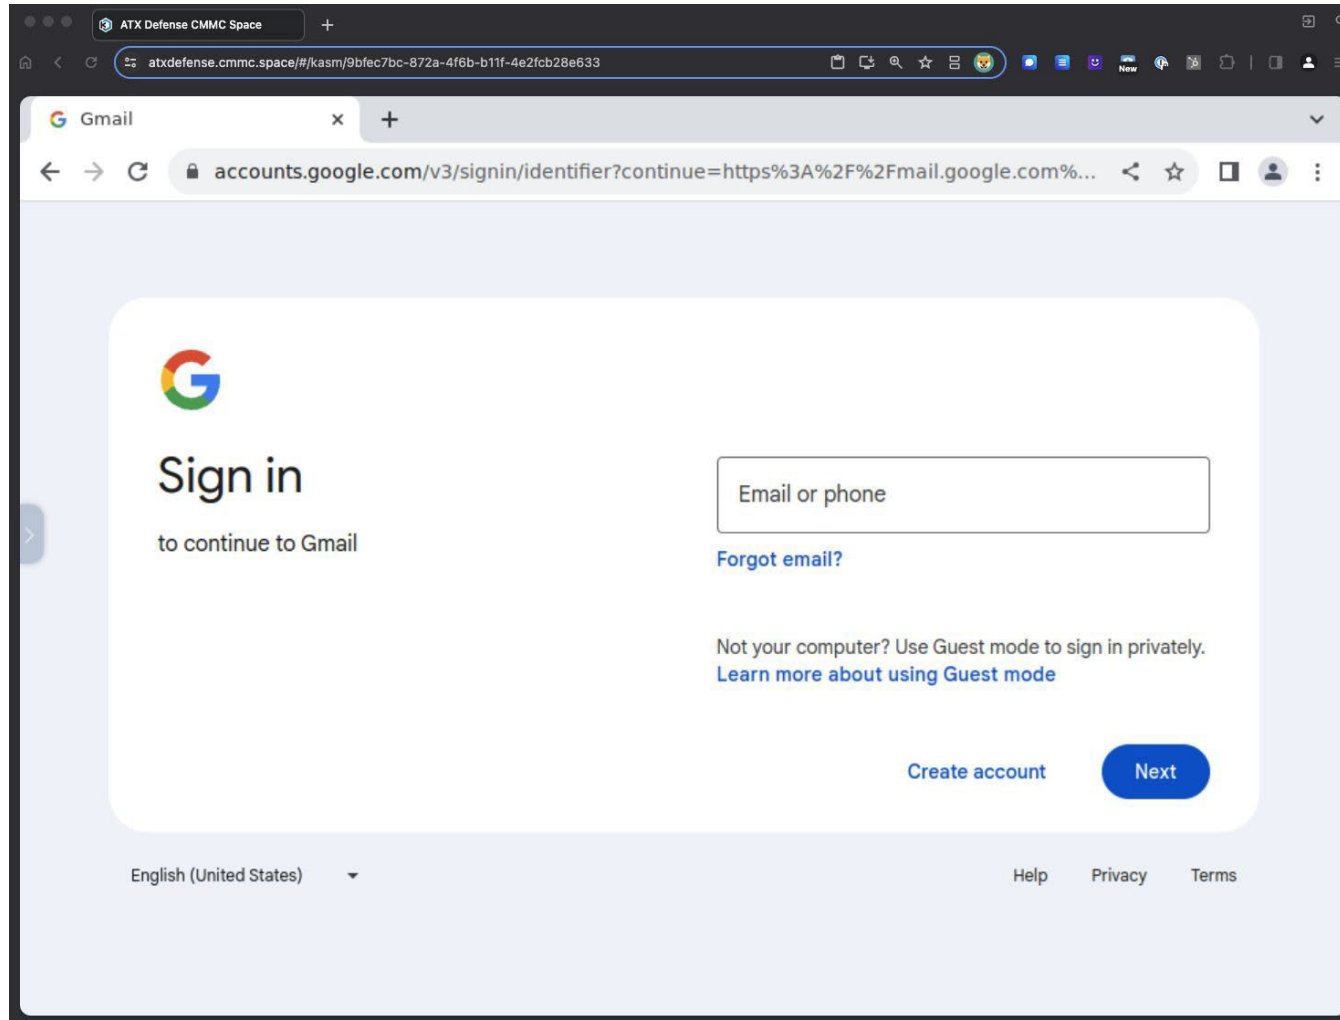 ATX Defense CMMC Space
atxdefense.cmmc.space/#/kasm/9bfec7bc-872a-4f6b-b11f-4e2fcb28e633
New
Gmail
accounts.google.com/v3/signin/identifier?continue=https%3A%2F%2Fmail.google.com%...
Sign in
to continue to Gmail
Email or phone
Forgot email?
Not your computer? Use Guest mode to sign in privately.
Learn more about using Guest mode
Create account
Next
English (United States)
Help Privacy Terms